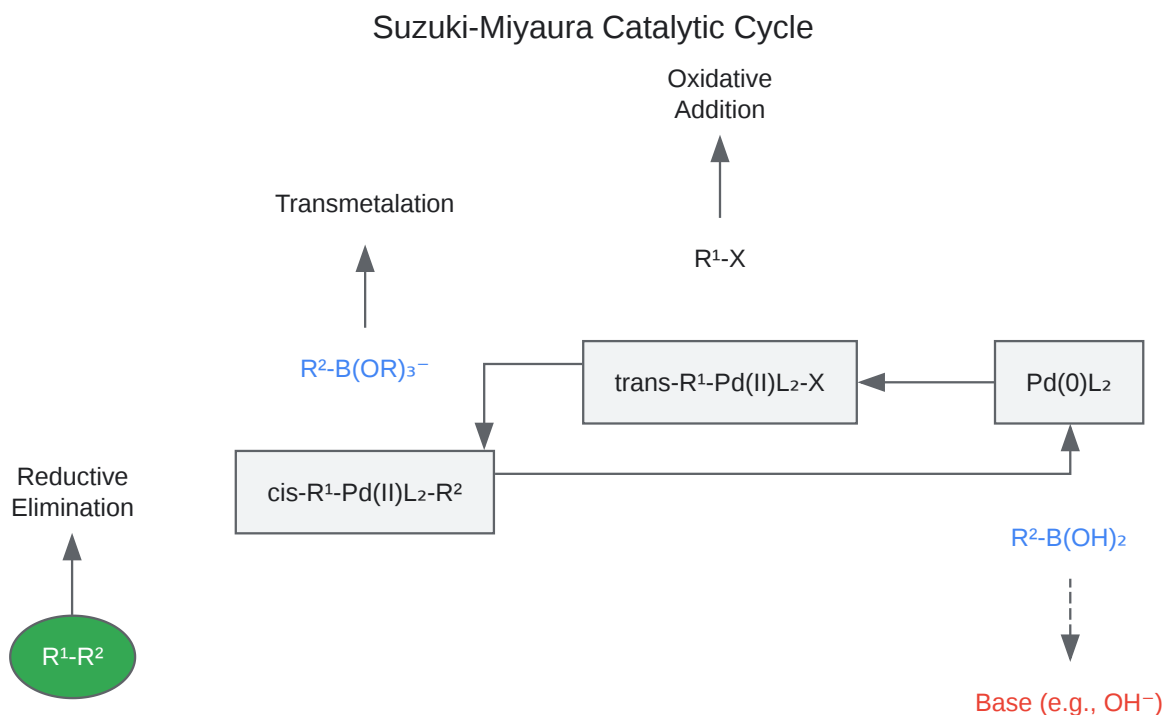 Suzuki-Miyaura Catalytic Cycle
Oxidative
Addition
Transmetalation
R¹-X
R²-B(OR)₃⁻
trans-R¹-Pd(II)L₂-X
Pd(0)L₂
cis-R¹-Pd(II)L₂-R²
Reductive
Elimination
R²-B(OH)₂
R¹-R²
Base (e.g., OH⁻)